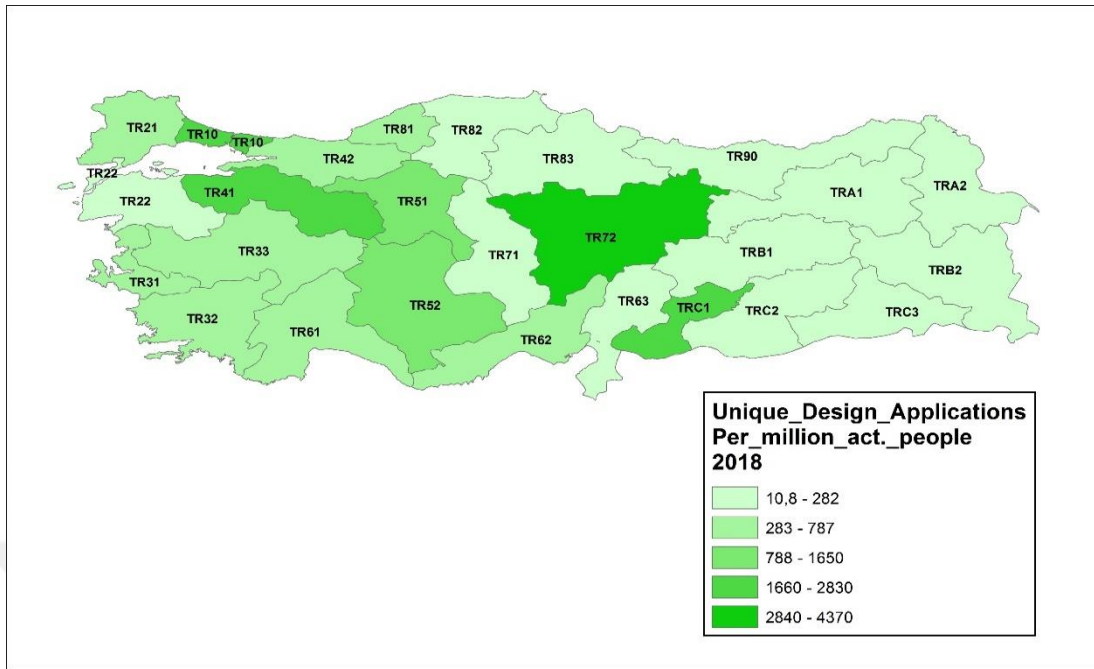 TR81
TR82
TR21
TR10
TR10
TR42
TR83
TR90
TR22
TR41
TR51
TRA1
TRA2
TR22
TR72
TR33
TR71
TRB1
TRB2
TR31
TR52
TR63
TRC1
TRC2
TRC3
TR32
TR61
TR62
Unique_Design_Applications
Per_million_act._people
2018
10,8 - 282
283 - 787
788 - 1650
1660 - 2830
2840 - 4370